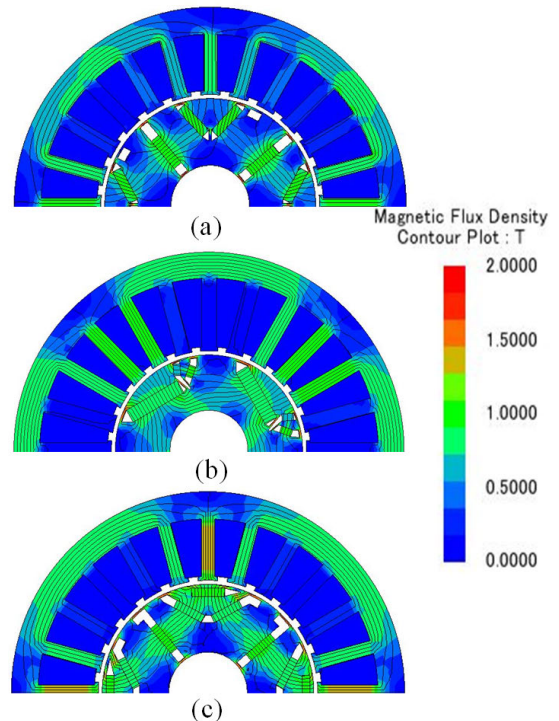 (a)
Magnetic Flux Density
Contour Plot : T
2.0000
1.5000
1.0000
0.5000
0.0000
(b)
(c)